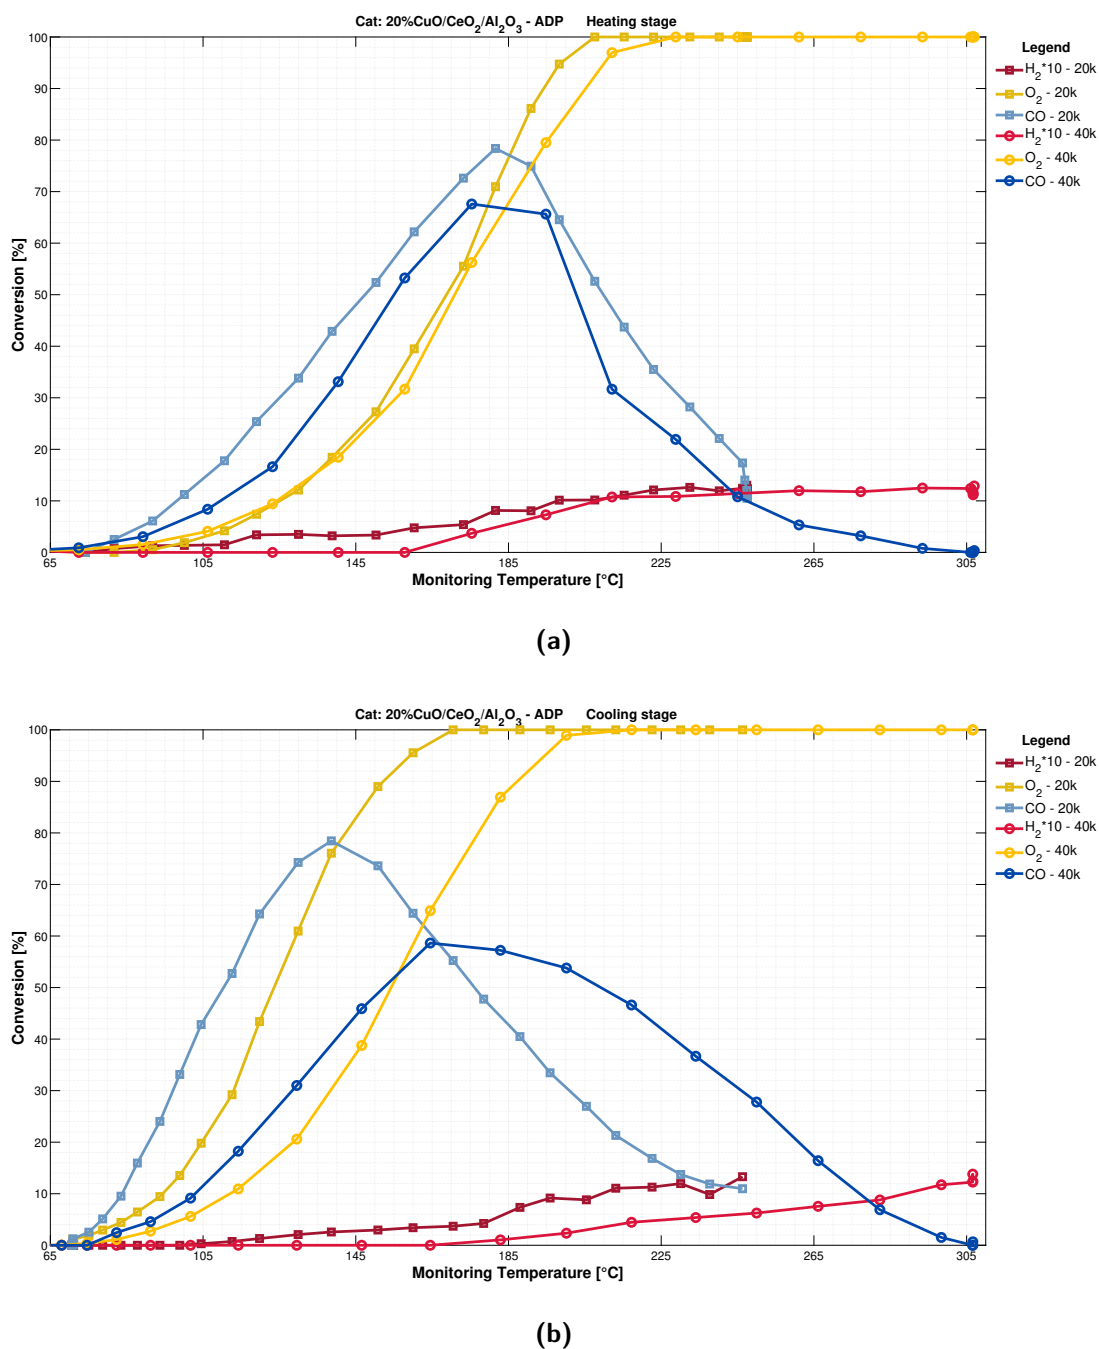 Cat: 20%CuO/CeO2/Al2O3 - ADP Heating stage
100
90
80
70
60
50
40
30
20
10
0
Conversion [%]
65 105 145 185 225 265 305
Monitoring Temperature [°C]
Legend
H2*10 - 20k
O2 - 20k
CO - 20k
H2*10 - 40k
O2 - 40k
CO - 40k
(a)
Cat: 20%CuO/CeO2/Al2O3 - ADP Cooling stage
100
90
80
70
60
50
40
30
20
10
0
Conversion [%]
65 105 145 185 225 265 305
Monitoring Temperature [°C]
Legend
H2*10 - 20k
O2 - 20k
CO - 20k
H2*10 - 40k
O2 - 40k
CO - 40k
(b)